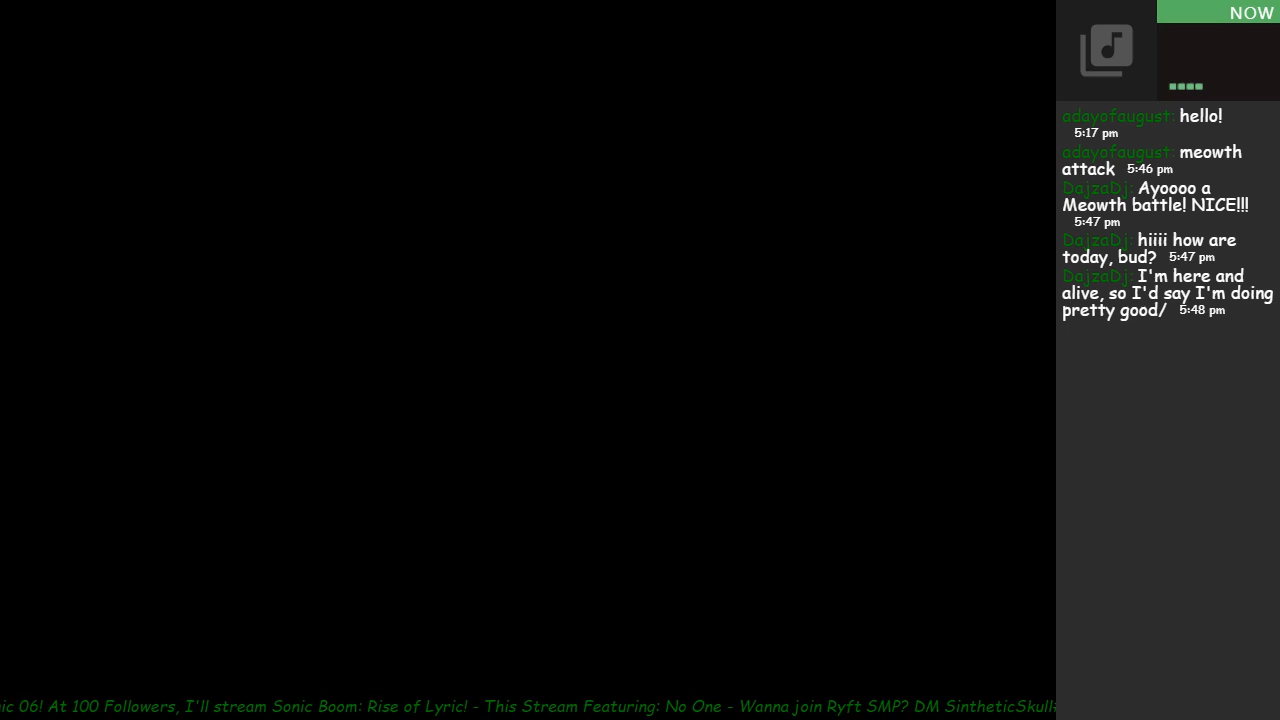 NOW
adayofaugust: hello!
5:17 pm
adayofaugust: meowth
attack 5:46 pm
DajzaDj: Ayoooo a
Meowth battle! NICE!!!
5:47 pm
DajzaDj: hiiii how are
today, bud? 5:47 pm
DajzaDj: I'm here and
alive, so I'd say I'm doing
pretty good/ 5:48 pm
ic 06! At 100 Followers, I'll stream Sonic Boom: Rise of Lyric! - This Stream Featuring: No One - Wanna join Ryft SMP? DM SintheticSkull